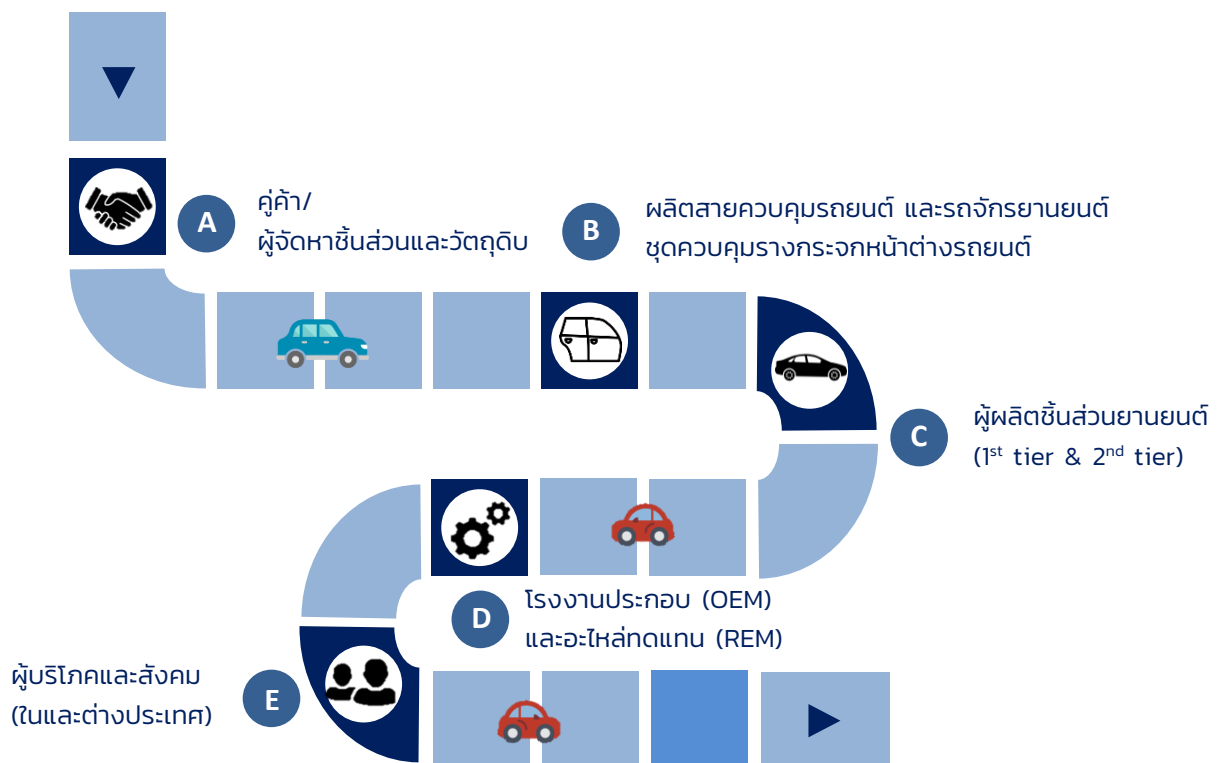 A
คู่ค้า/
ผู้จัดหาชิ้นส่วนและวัตถุดิบ
B
ผลิตสายควบคุมรถยนต์ และรถจักรยานยนต์
ชุดควบคุมรางกระจกหน้าต่างรถยนต์
C
ผู้ผลิตชิ้นส่วนยานยนต์
(1st tier & 2nd tier)
D
โรงงานประกอบ (OEM)
และอะไหล่ทดแทน (REM)
E
ผู้บริโภคและสังคม
(ในและต่างประเทศ)